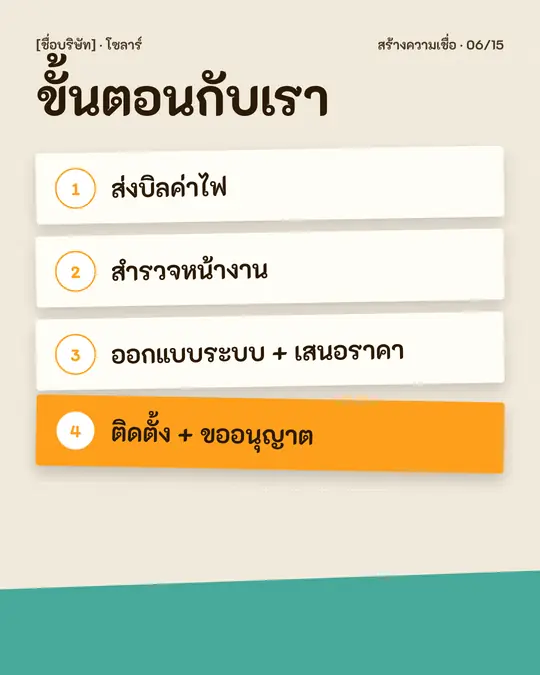 [ชื่อบริษัท] · โซลาร์
สร้างความเชื่อ · 06/15
ขั้นตอนกับเรา
1 ส่งบิลค่าไฟ
2 สำรวจหน้างาน
3 ออกแบบระบบ + เสนอราคา
4 ติดตั้ง + ขออนุญาต